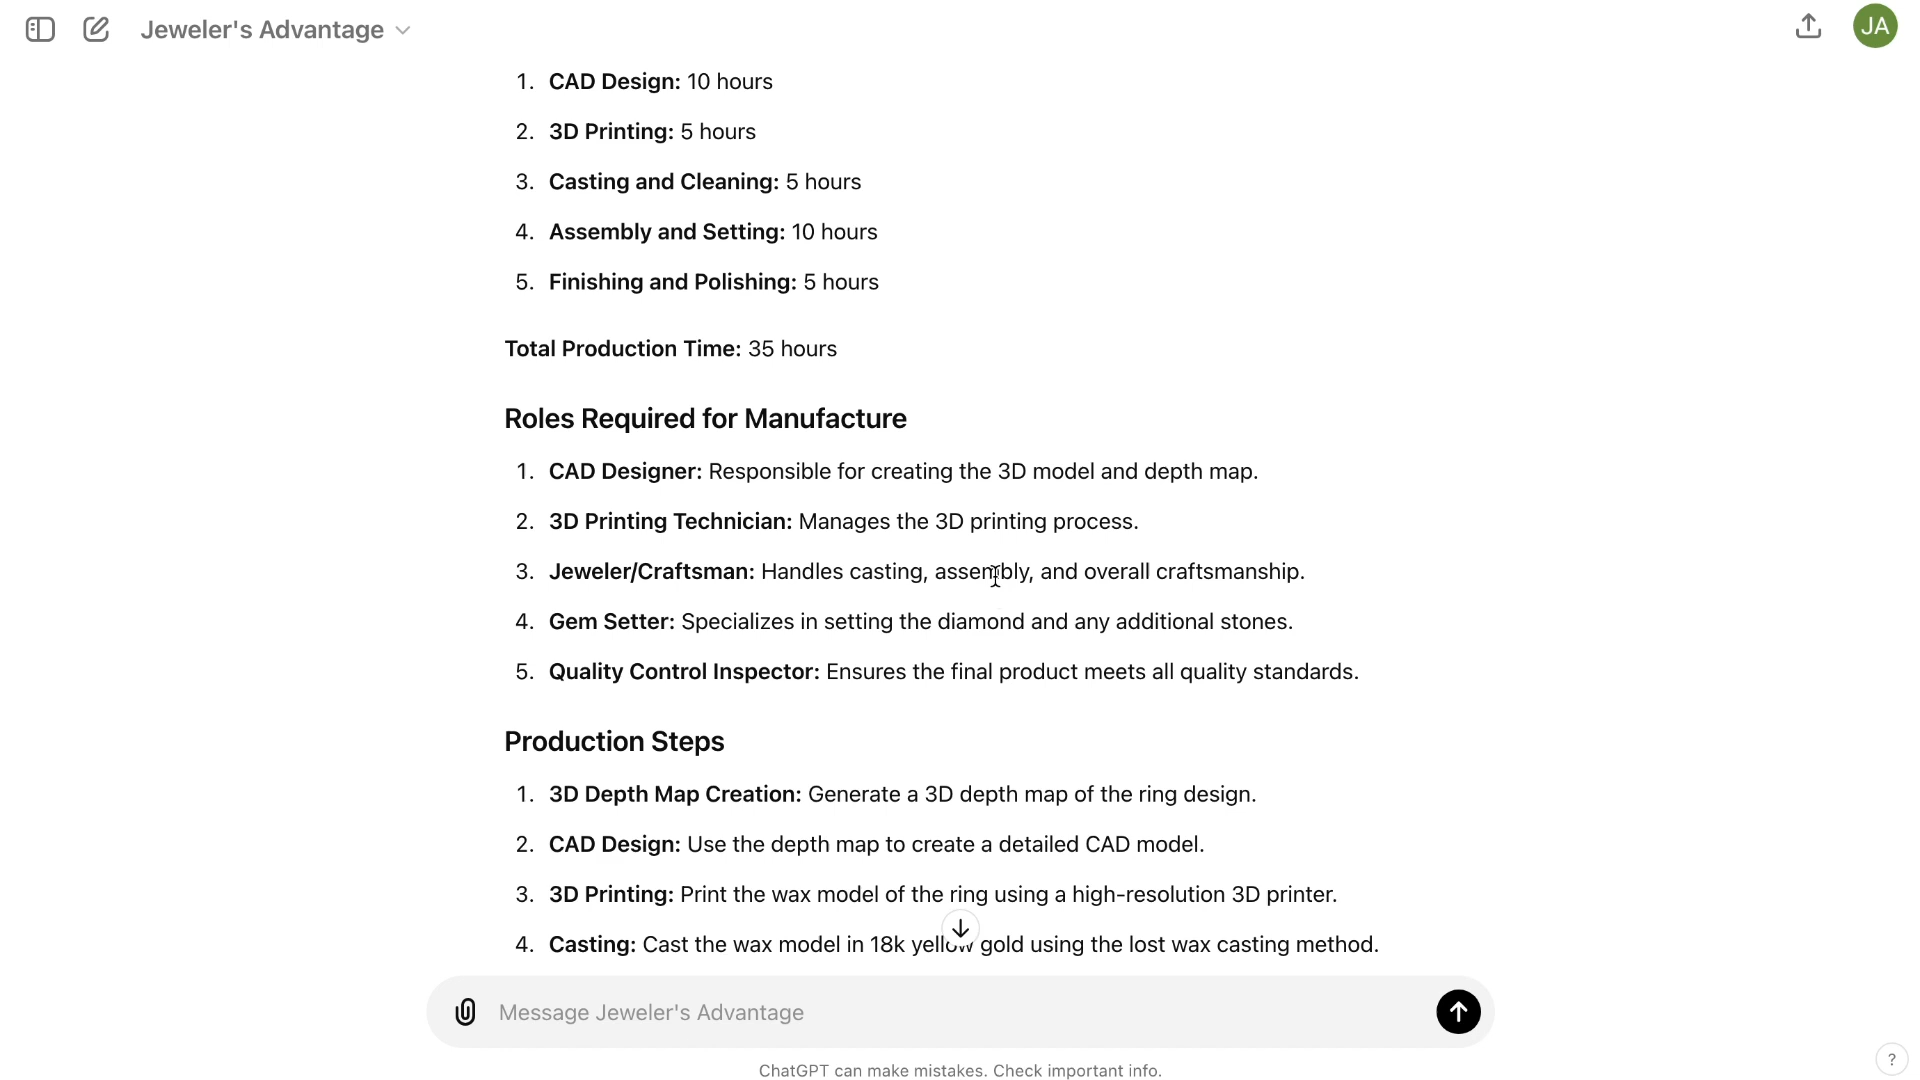 Jeweler's Advantage
JA
1. CAD Design: 10 hours
2. 3D Printing: 5 hours
3. Casting and Cleaning: 5 hours
4. Assembly and Setting: 10 hours
5. Finishing and Polishing: 5 hours
Total Production Time: 35 hours
Roles Required for Manufacture
1. CAD Designer: Responsible for creating the 3D model and depth map.
2. 3D Printing Technician: Manages the 3D printing process.
3. Jeweler/Craftsman: Handles casting, assembly, and overall craftsmanship.
4. Gem Setter: Specializes in setting the diamond and any additional stones.
5. Quality Control Inspector: Ensures the final product meets all quality standards.
Production Steps
1. 3D Depth Map Creation: Generate a 3D depth map of the ring design.
2. CAD Design: Use the depth map to create a detailed CAD model.
3. 3D Printing: Print the wax model of the ring using a high-resolution 3D printer.
4. Casting: Cast the wax model in 18k yellow gold using the lost wax casting method.
Message Jeweler's Advantage
ChatGPT can make mistakes. Check important info.
?